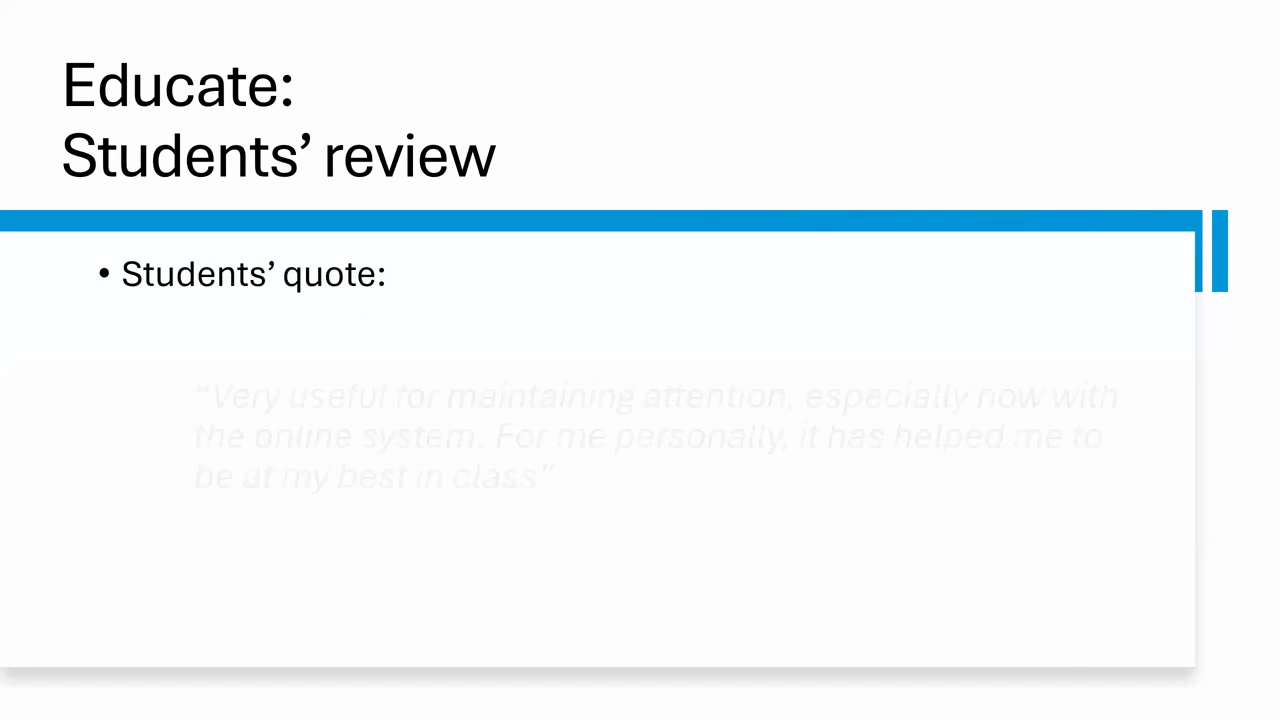 Educate:
Students’ review
• Students’ quote:
“Very useful for maintaining attention, especially now with
the online system. For me personally, it has helped me to
be at my best in class”